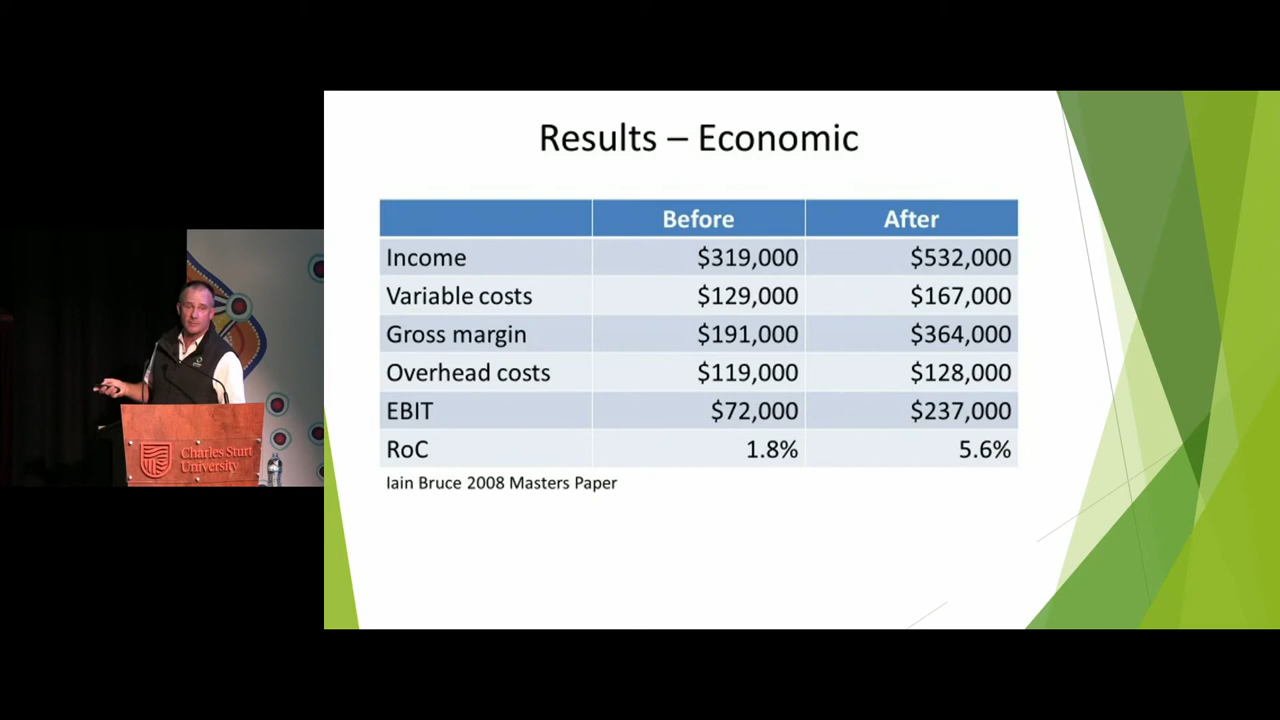 Results – Economic
Before After
Income $319,000 $532,000
Variable costs $129,000 $167,000
Gross margin $191,000 $364,000
Overhead costs $119,000 $128,000
EBIT $72,000 $237,000
RoC 1.8% 5.6%
Iain Bruce 2008 Masters Paper
Charles Sturt
University